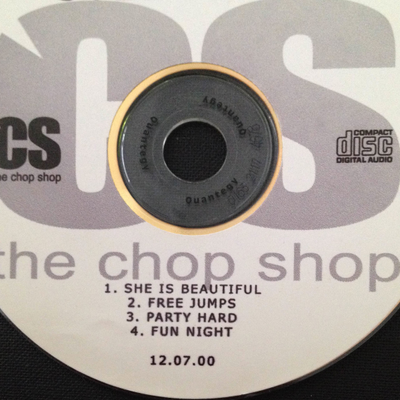 CS
CS
the chop shop
COMPACT
disc
DIGITAL AUDIO
the chop shop
1. SHE IS BEAUTIFUL
2. FREE JUMPS
3. PARTY HARD
4. FUN NIGHT
12.07.00